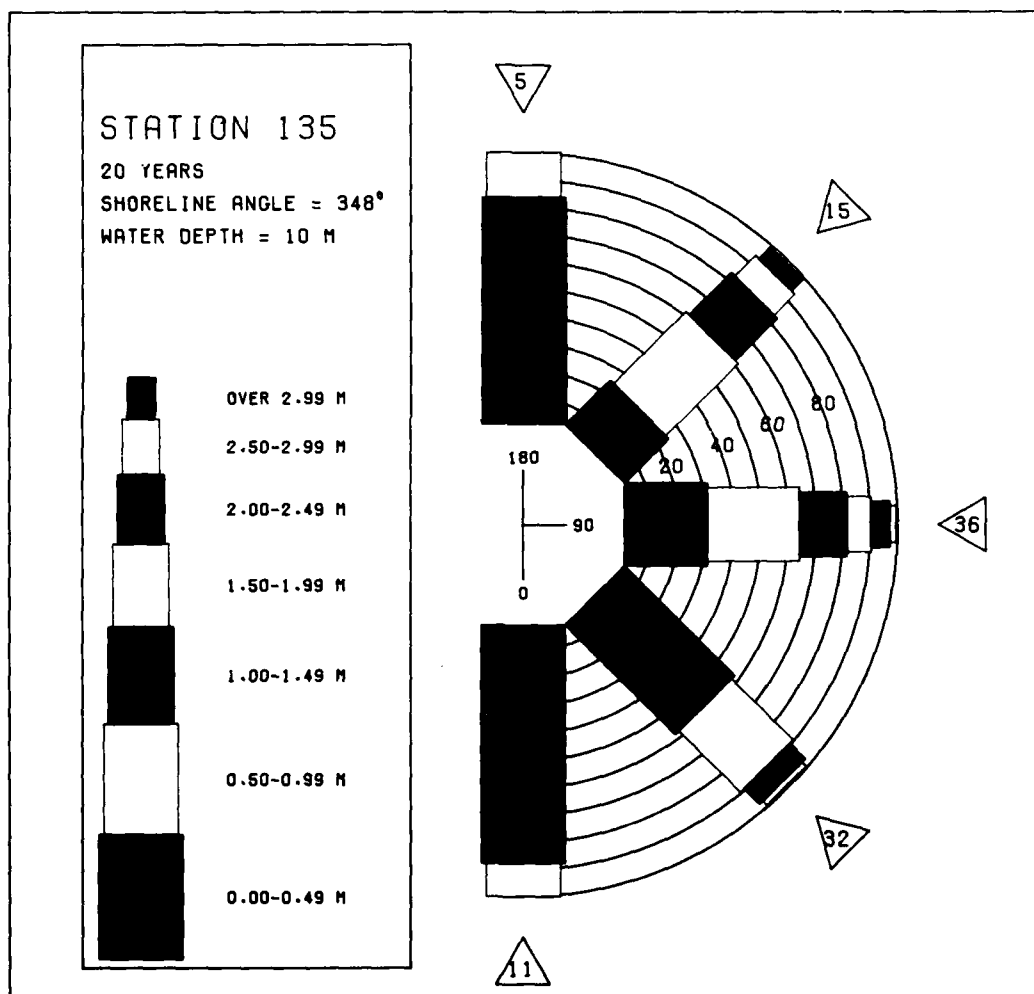 STATION 135
20 YEARS
SHORELINE ANGLE = 348°
WATER DEPTH = 10 M
OVER 2.99 M
2.50-2.99 M
2.00-2.49 M
1.50-1.99 M
1.00-1.49 M
0.50-0.99 M
0.00-0.49 M
5
15
80
60
40
20
180
90
0
36
32
11